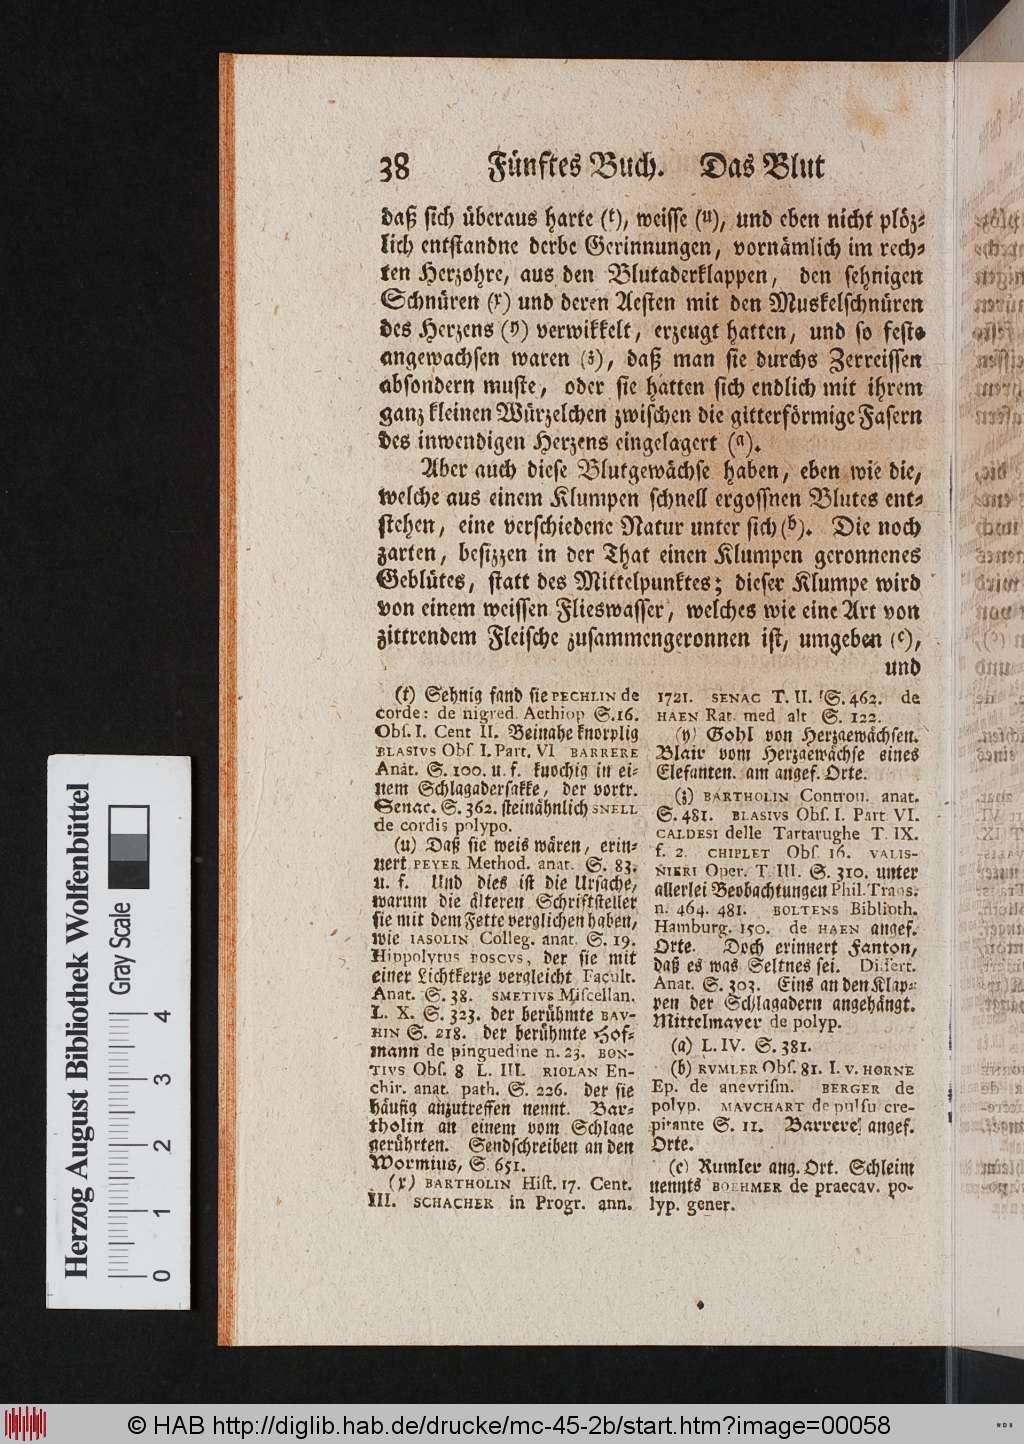 38 Fünftes Buch. Das Blut
daß sich überaus harte (t), weisse (u), und eben nicht plöz-
lich entstandne derbe Gerinnungen, vornämlich im rech-
ten Herzohre, aus den Blutaderklappen, den sehnigen
Schnüren (x) und deren Aesten mit den Muskelschnüren
des Herzens (y) verwikkelt, erzeugt hatten, und so feste
angewachsen waren (z), daß man sie durchs Zerreissen
absondern muste, oder sie hatten sich endlich mit ihrem
ganz kleinen Würzelchen zwischen die gitterförmige Fasern
des inwendigen Herzens eingelagert (a).
Aber auch diese Blutgewächse haben, eben wie die,
welche aus einem Klumpen schnell ergossnen Blutes ent-
stehen, eine verschiedene Natur unter sich (b). Die noch
zarten, besizzen in der That einen Klumpen geronnenes
Geblütes, statt des Mittelpunktes; dieser Klumpe wird
von einem weissen Flieswasser, welches wie eine Art von
zittrendem Fleische zusammengeronnen ist, umgeben (c),
und
(t) Sehnig fand sie PECHLIN de
corde: de nigred. Aethiop S. 16.
Obs. I. Cent II. Beinahe knorplig
BLASIVS Obs. I. Part. VI BARRERE
Anat. S. 100. u. f. knochig in ei-
nem Schlagadersakke, der vortr.
Senac. S. 362. steinähnlich SNELL
de cordis polypo.
(u) Daß sie weis wären, erin-
nert PEYER Method. anat. S. 83.
u. f. Und dies ist die Ursache,
warum die älteren Schriftsteller
sie mit dem Fette verglichen haben,
wie IASOLIN Colleg. anat. S. 19.
Hippolytus BOSCVS, der sie mit
einer Lichtkerze vergleicht Facult.
Anat. S. 38. SMETIVS Miscellan.
L. X. S. 323. der berühmte BAV-
HIN S. 218. der berühmte Hof-
mann de pinguedine n. 23. BON-
TIVS Obs. 8 L. III. RIOLAN En-
chir. anat. path. S. 226. der sie
häufig anzutreffen nennt. Bar-
tholin an einem vom Schlage
gerührten. Sendschreiben an den
Wormius, S. 651.
(x) BARTHOLIN Hist. 17. Cent.
III. SCHACHER in Progr. ann.
1721. SENAC T. II. S. 462. de
HAEN Rat. med alt S. 122.
(y) Gohl von Herzgewächsen.
Blair vom Herzgewächse eines
Elefanten. am angef. Orte.
(z) BARTHOLIN Controu. anat.
S. 481. BLASIVS Obs. I. Part VI.
CALDESI delle Tartarughe T. IX.
f. 2. CHIPLET Obs. 16. VALIS-
NIERI Oper. T. III. S. 310. unter
allerlei Beobachtungen Phil. Trans.
n. 464. 481. BOLTENS Biblioth.
Hamburg. 150. de HAEN angef.
Orte. Doch erinnert Fanton,
daß es was Seltnes sei. Dissert.
Anat. S. 303. Eins an den Klap-
pen der Schlagadern angehängt.
Mittelmayer de polyp.
(a) L. IV. S. 381.
(b) RVMLER Obs. 81. I. v. HORNE
Ep. de anevrism. BERGER de
polyp. MAVCHART de pulsu cre-
pitante S. 11. Barrere angef.
Orte.
(c) Rumler ang. Ort. Schleim
nennts BOEHMER de praecav. po-
lyp. gener.
Herzog August Bibliothek Wolfenbüttel
Gray Scale
0 1 2 3 4
© HAB http://diglib.hab.de/drucke/mc-45-2b/start.htm?image=00058